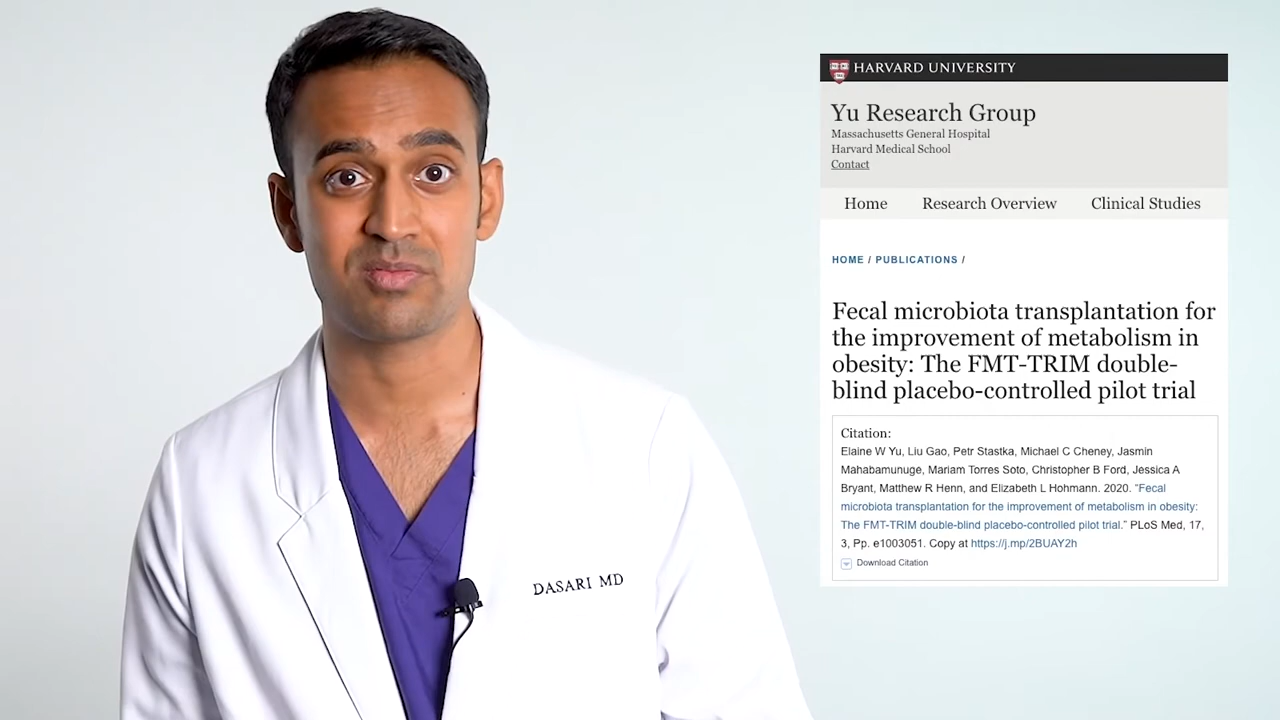 HARVARD UNIVERSITY
Yu Research Group
Massachusetts General Hospital
Harvard Medical School
Contact
Home Research Overview Clinical Studies
HOME / PUBLICATIONS /
Fecal microbiota transplantation for
the improvement of metabolism in
obesity: The FMT-TRIM double-
blind placebo-controlled pilot trial
Citation:
Elaine W Yu, Liu Gao, Petr Stastka, Michael C Cheney, Jasmin
Mahabamunuge, Mariam Torres Soto, Christopher B Ford, Jessica A
Bryant, Matthew R Henn, and Elizabeth L Hohmann. 2020. “Fecal
microbiota transplantation for the improvement of metabolism in obesity:
The FMT-TRIM double-blind placebo-controlled pilot trial.” PLoS Med, 17,
3, Pp. e1003051. Copy at https://j.mp/2BUAY2h
Download Citation
DASARI MD